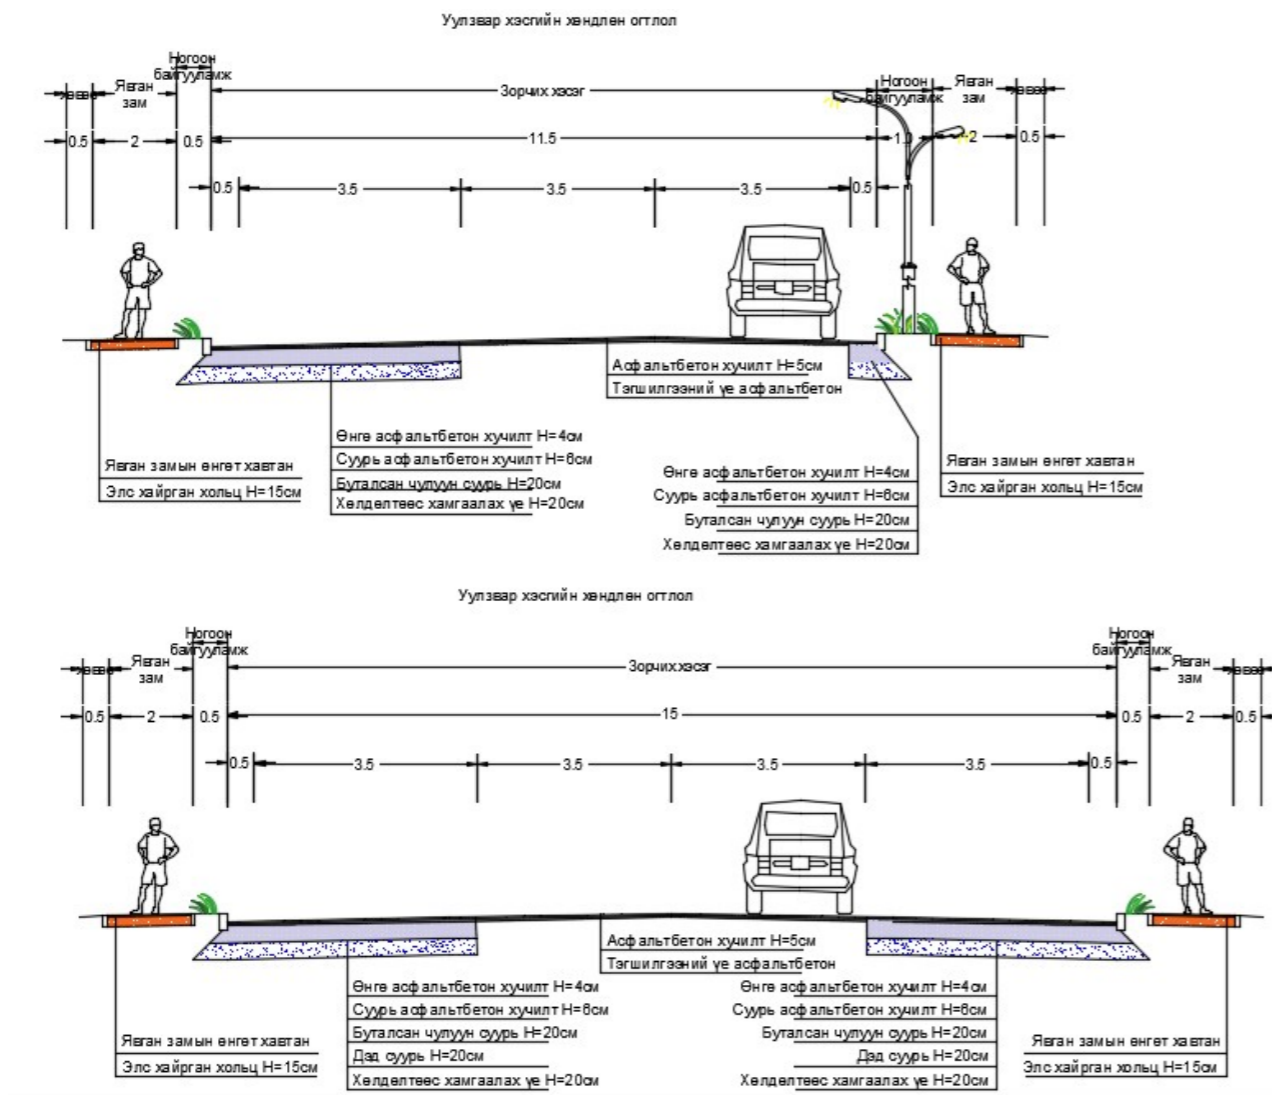 Уулзвар хэсгийн хөндлөн огтлол
Ногоон
байгууламж
Явган
зам
Зорчих хэсэг
Ногоон
байгууламж
Явган
зам
0.5
2
0.5
11.5
2
0.5
0.5
3.5
3.5
3.5
0.5
Асфальтбетон хучилт H=5см
Тэгшилгээний үе асфальтбетон
Өнгө асфальтбетон хучилт H=4см
Суурь асфальтбетон хучилт H=6см
Буталсан чулуун суурь H=20см
Хөлдөлтөөс хамгаалах үе H=20см
Явган замын өнгөт хавтан
Элс хайрган хольц H=15см
Өнгө асфальтбетон хучилт H=4см
Суурь асфальтбетон хучилт H=6см
Буталсан чулуун суурь H=20см
Хөлдөлтөөс хамгаалах үе H=20см
Явган замын өнгөт хавтан
Элс хайрган хольц H=15см
Уулзвар хэсгийн хөндлөн огтлол
Ногоон
байгууламж
Явган
зам
Зорчих хэсэг
Ногоон
байгууламж
Явган
зам
0.5
2
0.5
15
0.5
2
0.5
0.5
3.5
3.5
3.5
3.5
0.5
Асфальтбетон хучилт H=5см
Тэгшилгээний үе асфальтбетон
Өнгө асфальтбетон хучилт H=4см
Суурь асфальтбетон хучилт H=6см
Буталсан чулуун суурь H=20см
Дэд суурь H=20см
Хөлдөлтөөс хамгаалах үе H=20см
Өнгө асфальтбетон хучилт H=4см
Суурь асфальтбетон хучилт H=6см
Буталсан чулуун суурь H=20см
Дэд суурь H=20см
Хөлдөлтөөс хамгаалах үе H=20см
Явган замын өнгөт хавтан
Элс хайрган хольц H=15см
Явган замын өнгөт хавтан
Элс хайрган хольц H=15см